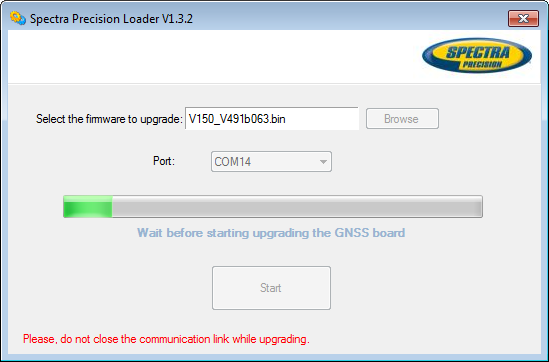 Spectra Precision Loader V1.3.2
SPECTRA
PRECISION
Select the firmware to upgrade: V150_V491b063.bin Browse
Port: COM14
Wait before starting upgrading the GNSS board
Start
Please, do not close the communication link while upgrading.